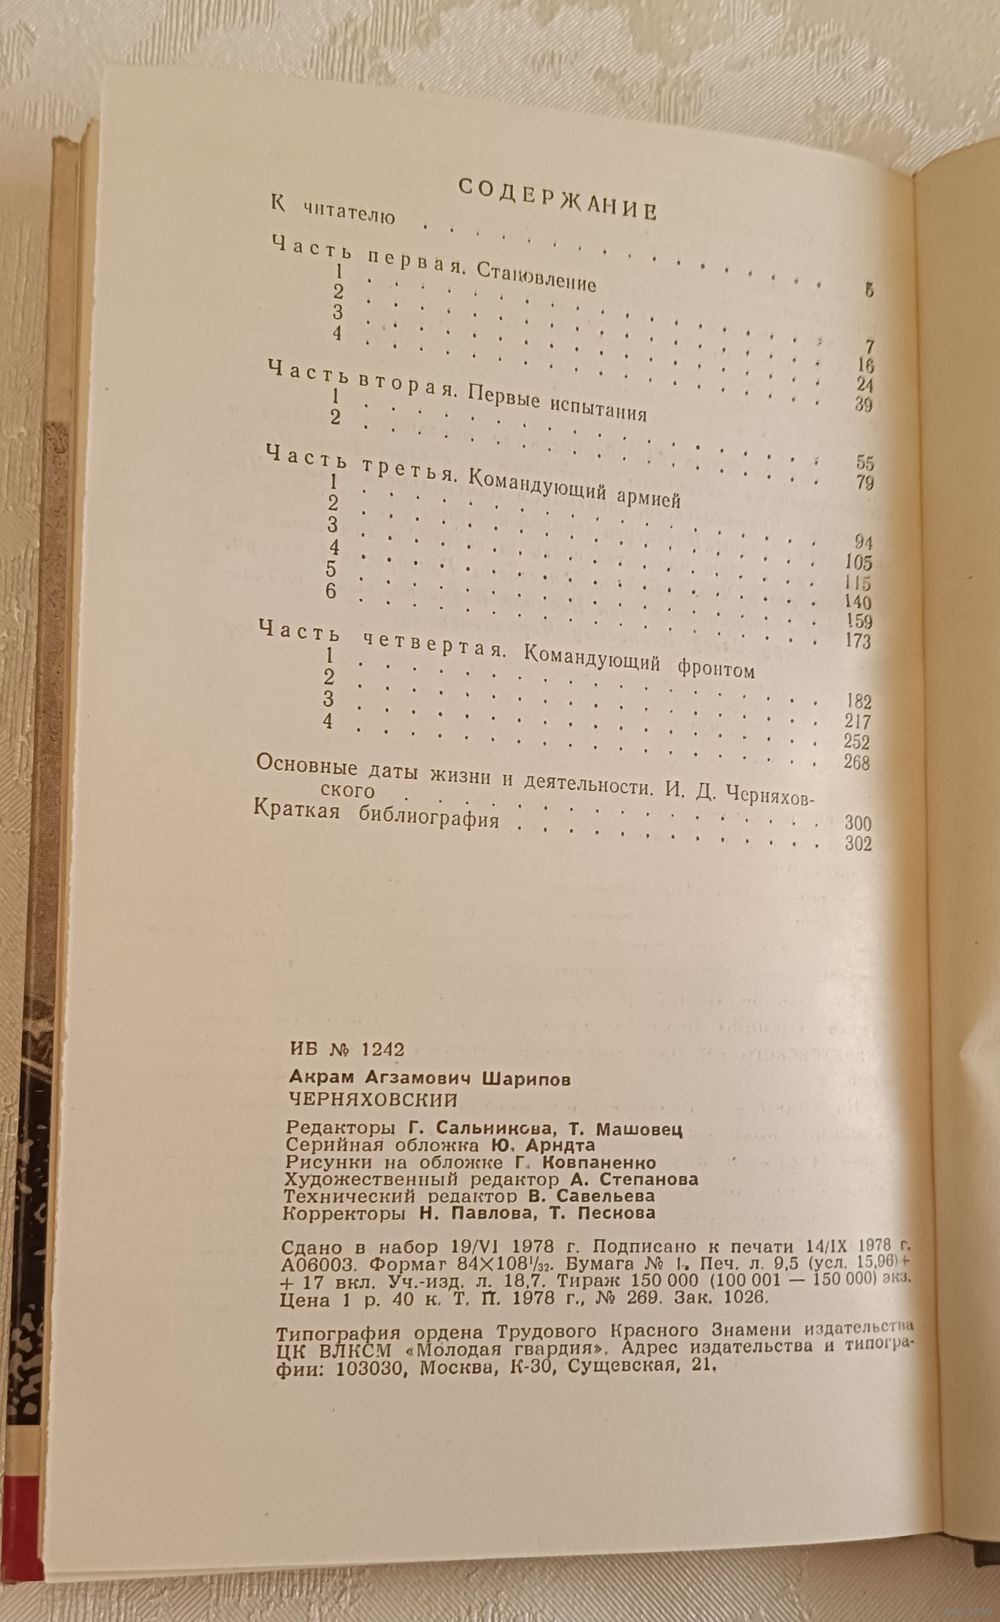 СОДЕРЖАНИЕ
К читателю . . . . . . . . . . . . . . . . 5
Часть первая. Становление
1 . . . . . . . . . . . . . . . . 7
2 . . . . . . . . . . . . . . . . 16
3 . . . . . . . . . . . . . . . . 24
4 . . . . . . . . . . . . . . . . 39
Часть вторая. Первые испытания
1 . . . . . . . . . . . . . . . . 55
2 . . . . . . . . . . . . . . . . 79
Часть третья. Командующий армией
1 . . . . . . . . . . . . . . . . 94
2 . . . . . . . . . . . . . . . . 105
3 . . . . . . . . . . . . . . . . 115
4 . . . . . . . . . . . . . . . . 140
5 . . . . . . . . . . . . . . . . 159
6 . . . . . . . . . . . . . . . . 173
Часть четвертая. Командующий фронтом
1 . . . . . . . . . . . . . . . . 182
2 . . . . . . . . . . . . . . . . 217
3 . . . . . . . . . . . . . . . . 252
4 . . . . . . . . . . . . . . . . 268
Основные даты жизни и деятельности. И. Д. Черняхов-
ского . . . . . . . . . . . . . . 300
Краткая библиография . . . . . . . . . . 302
ИБ № 1242
Акрам Агзамович Шарипов
ЧЕРНЯХОВСКИЙ
Редакторы Г. Сальникова, Т. Машовец
Серийная обложка Ю. Арндта
Рисунки на обложке Г. Ковпаненко
Художественный редактор А. Степанова
Технический редактор В. Савельева
Корректоры Н. Павлова, Т. Пескова
Сдано в набор 19/VI 1978 г. Подписано к печати 14/IX 1978 г.
А06003. Формат 84×108 1/32. Бумага № 1. Печ. л. 9,5 (усл. 15,96)+
+ 17 вкл. Уч.-изд. л. 18,7. Тираж 150 000 (100 001 — 150 000) экз.
Цена 1 р. 40 к. Т. П. 1978 г., № 269. Зак. 1026.
Типография ордена Трудового Красного Знамени издательства
ЦК ВЛКСМ «Молодая гвардия». Адрес издательства и типогра-
фии: 103030, Москва, К-30, Сущевская, 21.